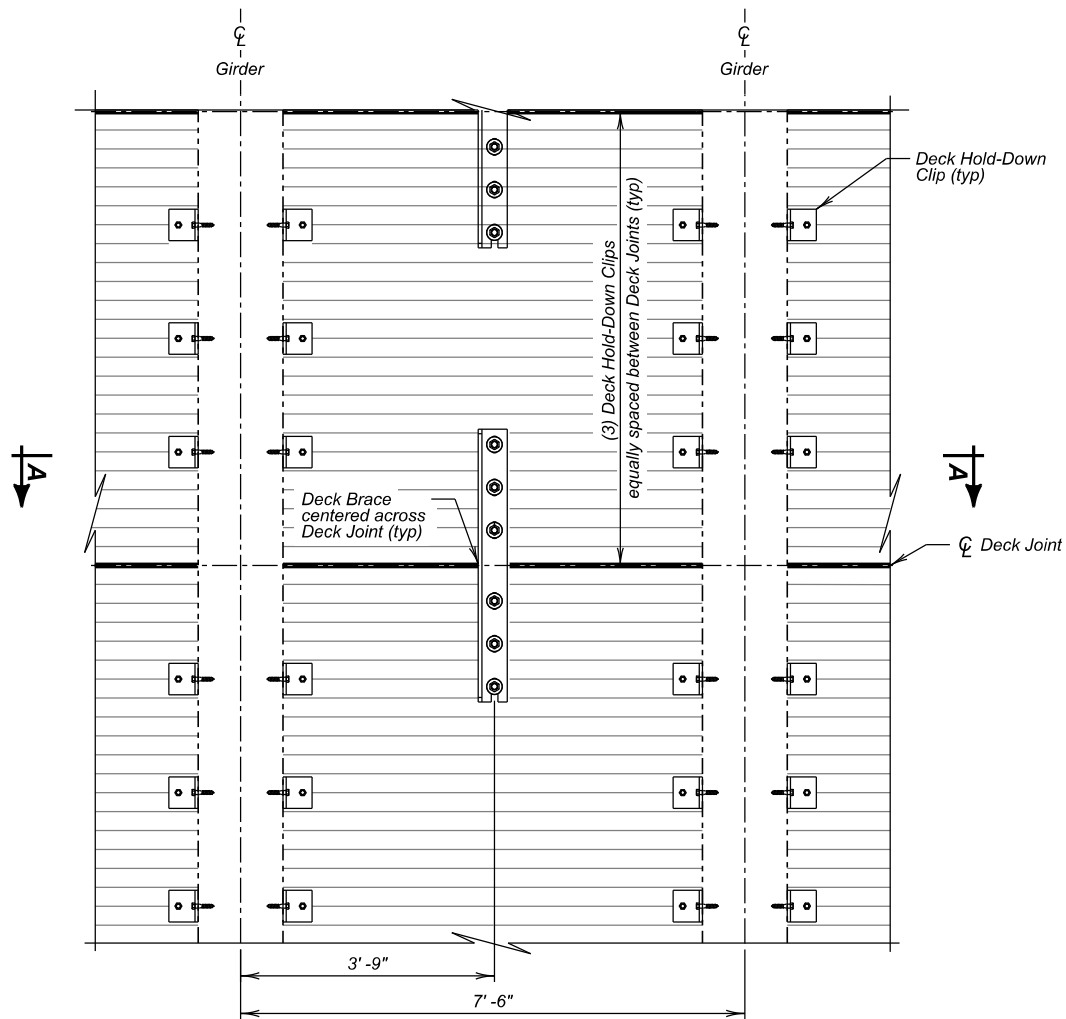 ℄
Girder
℄
Girder
Deck Hold-Down
Clip (typ)
(3) Deck Hold-Down Clips
equally spaced between Deck Joints (typ)
A
A
Deck Brace
centered across
Deck Joint (typ)
℄ Deck Joint
3' -9"
7' -6"